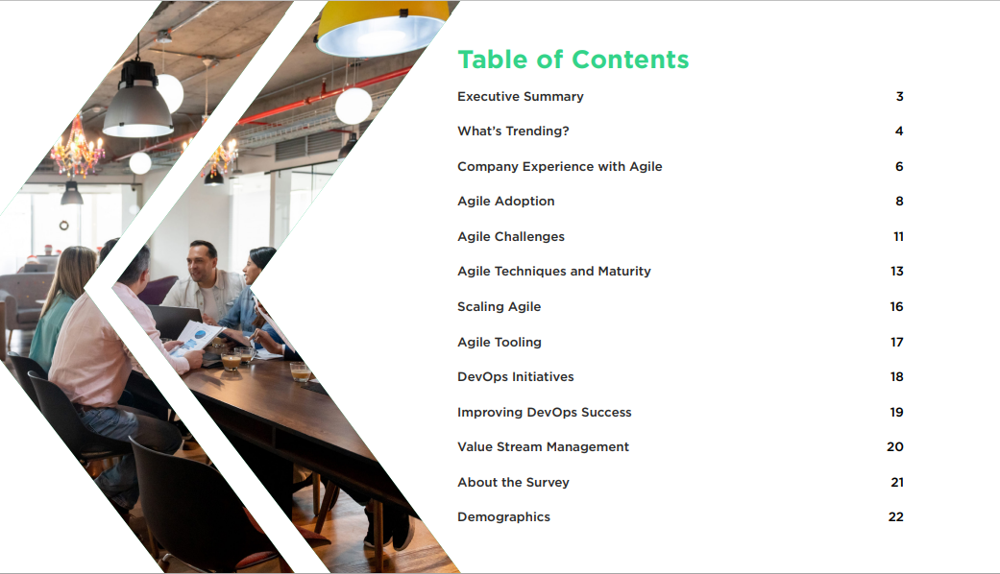 Table of Contents
Executive Summary 3
What's Trending? 4
Company Experience with Agile 6
Agile Adoption 8
Agile Challenges 11
Agile Techniques and Maturity 13
Scaling Agile 16
Agile Tooling 17
DevOps Initiatives 18
Improving DevOps Success 19
Value Stream Management 20
About the Survey 21
Demographics 22